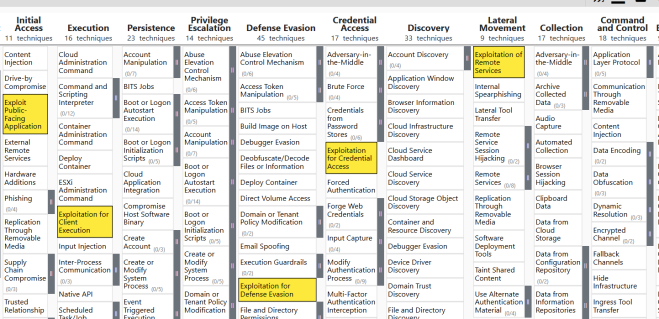 Initial
Access
11 techniques
Content
Injection
Drive-by
Compromise
Exploit
Public-
Facing
Application
External
Remote
Services
Hardware
Additions
Phishing
(0/4)
Replication
Through
Removable
Media
Supply
Chain
Compromise
(0/3)
Trusted
Relationship
Execution
16 techniques
Cloud
Administration
Command
Command and
Scripting
Interpreter
(0/12)
Container
Administration
Command
Deploy
Container
ESXi
Administration
Command
Exploitation for
Client
Execution
Input Injection
Inter-Process
Communication
(0/3)
Native API
Scheduled
Task/Job
Persistence
23 techniques
Account
Manipulation
(0/7)
BITS Jobs
Boot or Logon
Autostart
Execution
(0/14)
Boot or Logon
Initialization
Scripts (0/5)
Cloud
Application
Integration
Compromise
Host Software
Binary
Create
Account (0/3)
Create or
Modify
System
Process (0/5)
Event
Triggered
Execution
Privilege
Escalation
14 techniques
Abuse
Elevation
Control
Mechanism
(0/6)
Access Token
Manipulation
(0/5)
Account
Manipulation
(0/7)
Boot or
Logon
Autostart
Execution
(0/14)
Boot or
Logon
Initialization
Scripts (0/5)
Create or
Modify
System
Process (0/5)
Domain or
Tenant Policy
Modification
Defense Evasion
45 techniques
Abuse Elevation
Control Mechanism
(0/6)
Access Token
Manipulation (0/5)
BITS Jobs
Build Image on Host
Debugger Evasion
Deobfuscate/Decode
Files or Information
Deploy Container
Direct Volume Access
Domain or Tenant
Policy Modification
(0/2)
Email Spoofing
Execution Guardrails
(0/2)
Exploitation for
Defense Evasion
File and Directory
Permissions
Credential
Access
17 techniques
Adversary-in-
the-Middle
(0/4)
Brute Force
(0/4)
Credentials
from
Password
Stores (0/6)
Exploitation
for Credential
Access
Forced
Authentication
Forge Web
Credentials
(0/2)
Input Capture
(0/4)
Modify
Authentication
Process (0/9)
Multi-Factor
Authentication
Interception
Discovery
33 techniques
Account Discovery
(0/4)
Application Window
Discovery
Browser Information
Discovery
Cloud Infrastructure
Discovery
Cloud Service
Dashboard
Cloud Service
Discovery
Cloud Storage Object
Discovery
Container and
Resource Discovery
Debugger Evasion
Device Driver
Discovery
Domain Trust
Discovery
File and Directory
Discovery
Lateral
Movement
9 techniques
Exploitation of
Remote
Services
Internal
Spearphishing
Lateral Tool
Transfer
Remote
Service
Session
Hijacking (0/2)
Remote
Services (0/8)
Replication
Through
Removable
Media
Software
Deployment
Tools
Taint Shared
Content
Use Alternate
Authentication
Material (0/4)
Collection
17 techniques
Adversary-in-
the-Middle
(0/4)
Archive
Collected
Data (0/3)
Audio
Capture
Automated
Collection
Browser
Session
Hijacking
Clipboard
Data
Data from
Cloud
Storage
Data from
Configuration
Repository
(0/2)
Data from
Information
Repositories
Command
and Control
18 techniques
Application
Layer Protocol
(0/5)
Communication
Through
Removable
Media
Content
Injection
Data Encoding
(0/2)
Data
Obfuscation
(0/3)
Dynamic
Resolution (0/3)
Encrypted
Channel (0/2)
Fallback
Channels
Hide
Infrastructure
Ingress Tool
Transfer